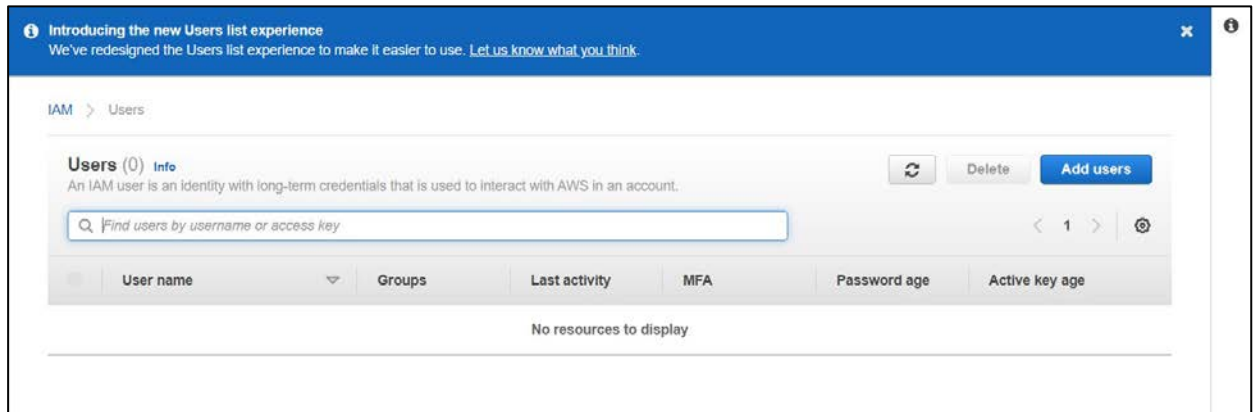 Introducing the new Users list experience
We've redesigned the Users list experience to make it easier to use. Let us know what you think.
IAM > Users
Users (0) Info
An IAM user is an identity with long-term credentials that is used to interact with AWS in an account.
Delete
Add users
Find users by username or access key
< 1 >
User name Groups Last activity MFA Password age Active key age
No resources to display